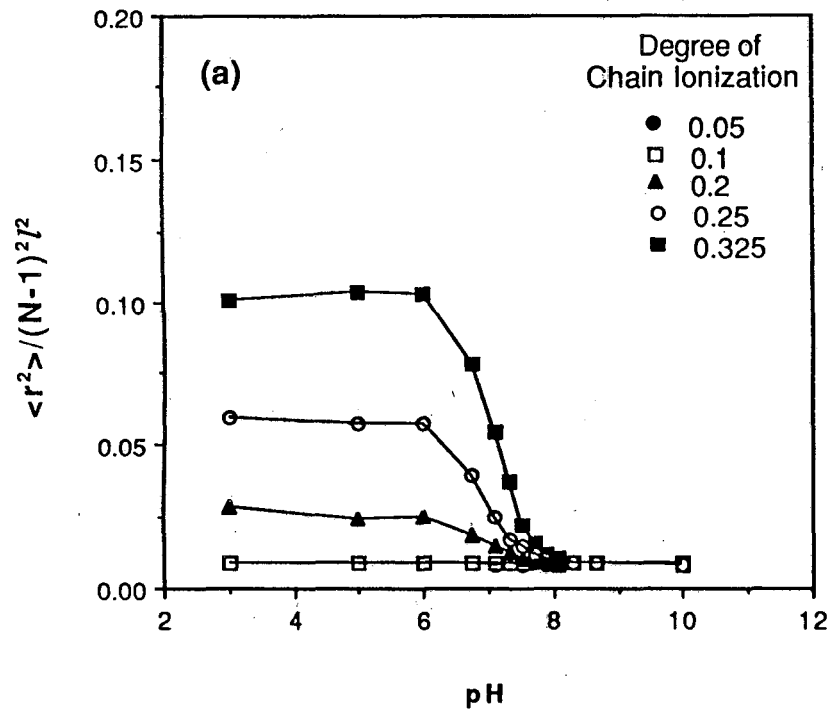 0.20
(a)
Degree of
Chain Ionization
0.05
0.1
0.2
0.25
0.325
0.15
0.10
0.05
0.00
<r²>/(N-1)²l²
2 4 6 8 10 12
pH